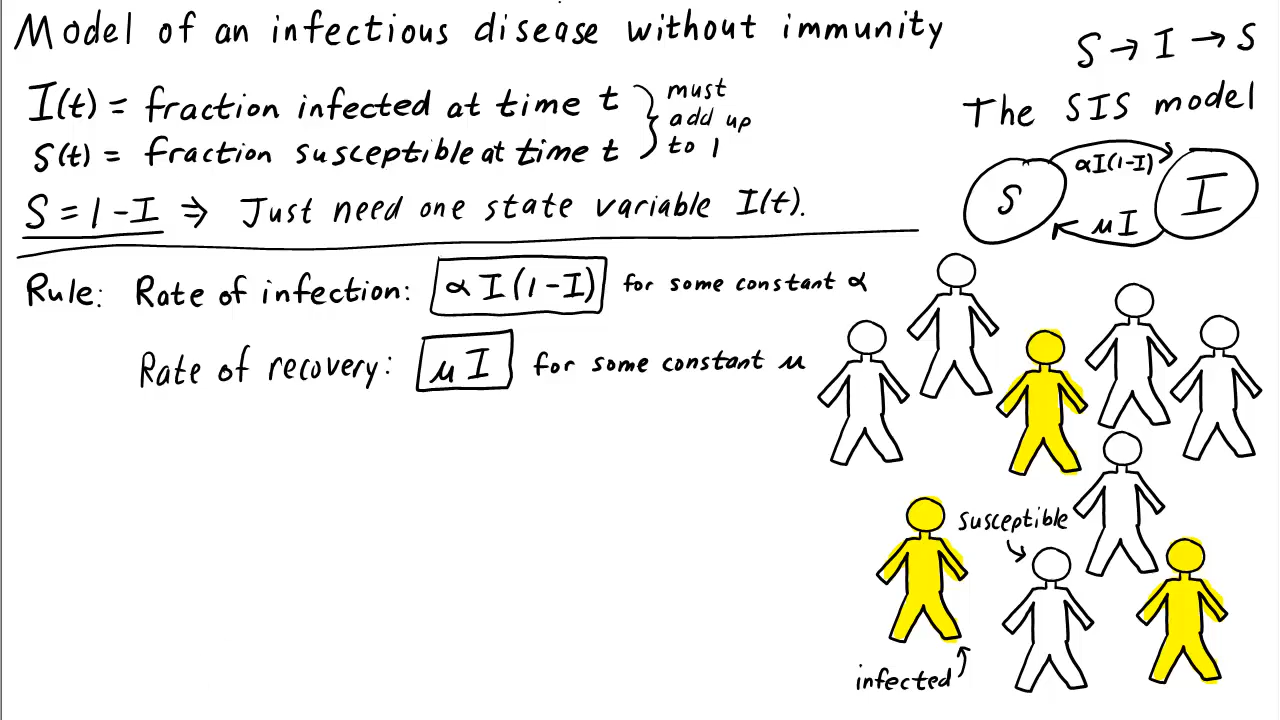 Model of an infectious disease without immunity
S → I → S
The SIS model
I(t) = fraction infected at time t
S(t) = fraction susceptible at time t
must
add up
to 1
S = 1 - I ⇒ Just need one state variable I(t).
S
αI(1-I)
μI
I
Rule: Rate of infection: α I (1-I) for some constant α
Rate of recovery: μ I for some constant μ
susceptible
infected